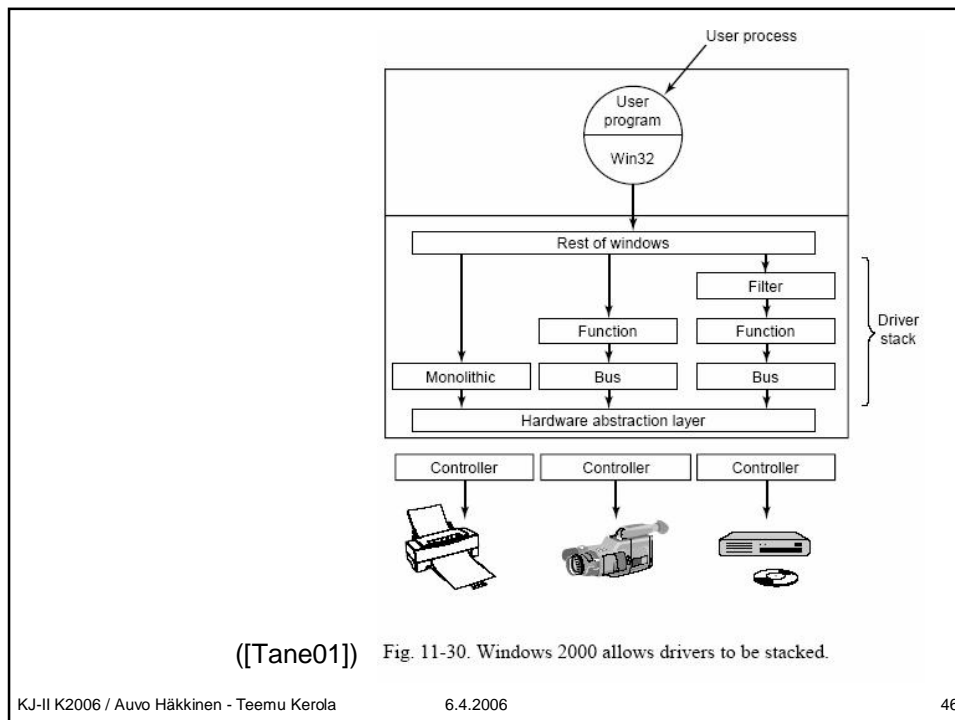 User process
User
program
Win32
Rest of windows
Filter
Function
Function
Driver
stack
Monolithic
Bus
Bus
Hardware abstraction layer
Controller
Controller
Controller
([Tane01])
Fig. 11-30. Windows 2000 allows drivers to be stacked.
KJ-II K2006 / Auvo Häkkinen - Teemu Kerola
6.4.2006
46